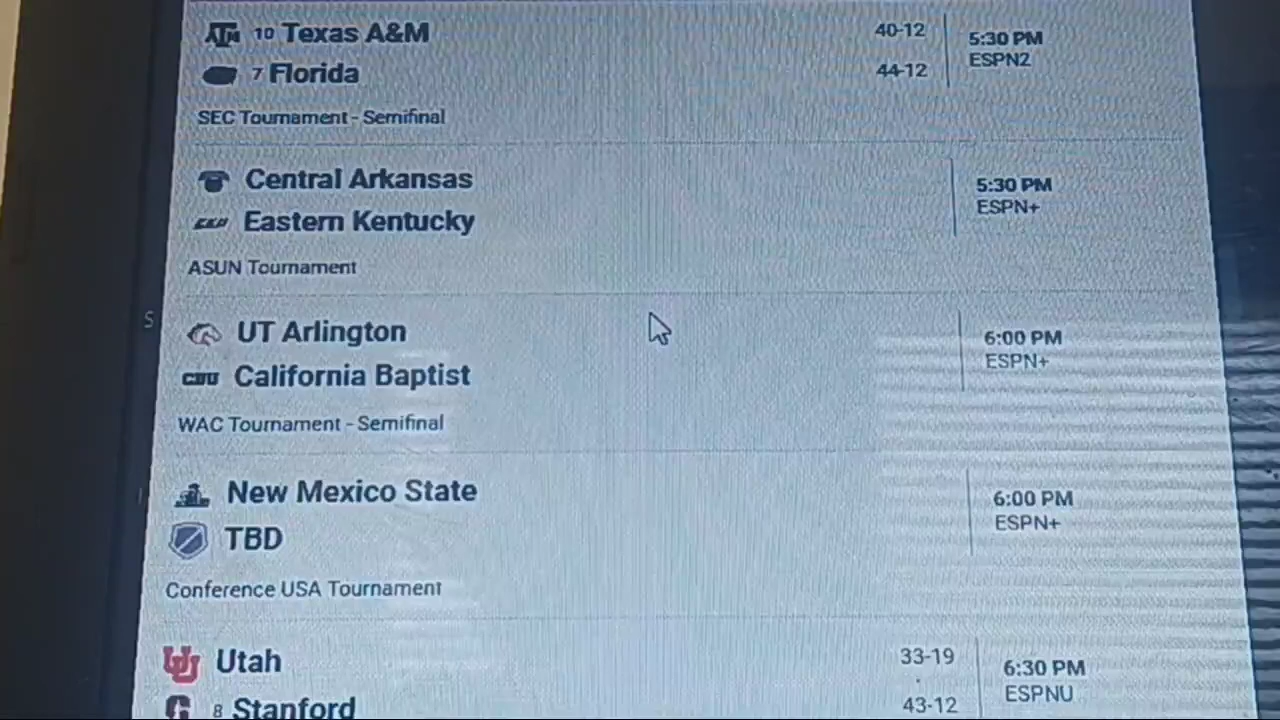 10 Texas A&M 40-12 5:30 PM
7 Florida 44-12 ESPN2
SEC Tournament - Semifinal
Central Arkansas 5:30 PM
EKU Eastern Kentucky ESPN+
ASUN Tournament
UT Arlington 6:00 PM
CBU California Baptist ESPN+
WAC Tournament - Semifinal
New Mexico State 6:00 PM
TBD ESPN+
Conference USA Tournament
Utah 33-19 6:30 PM
8 Stanford 43-12 ESPNU
S